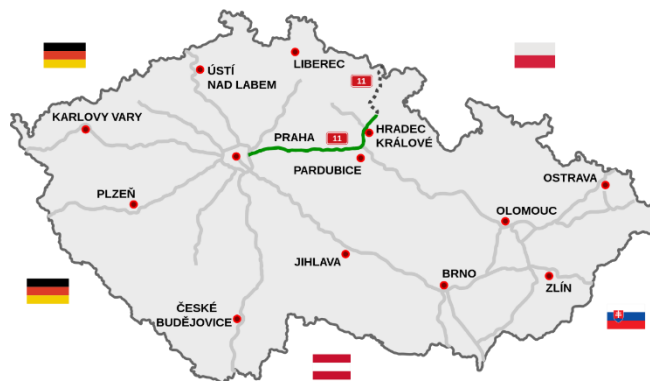 LIBEREC
ÚSTÍ
NAD LABEM
11
KARLOVY VARY
PRAHA
11
HRADEC
KRÁLOVÉ
PARDUBICE
OSTRAVA
PLZEŇ
OLOMOUC
JIHLAVA
BRNO
ZLÍN
ČESKÉ
BUDĚJOVICE